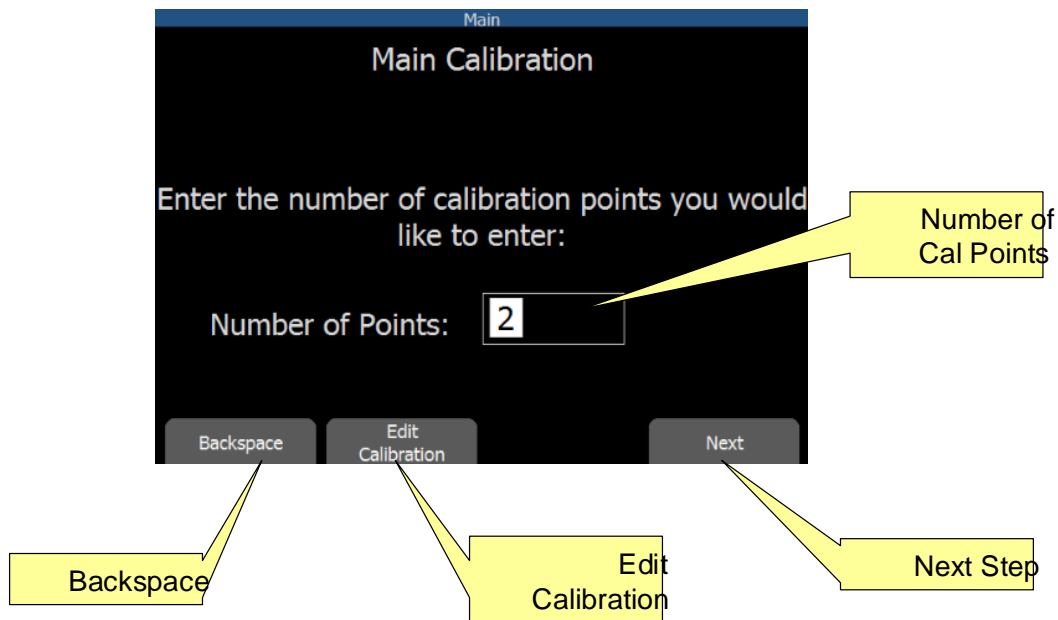 Main
Main Calibration
Enter the number of calibration points you would
like to enter:
Number of
Cal Points
Number of Points: 2
Backspace
Edit
Calibration
Next
Backspace
Edit
Calibration
Next Step